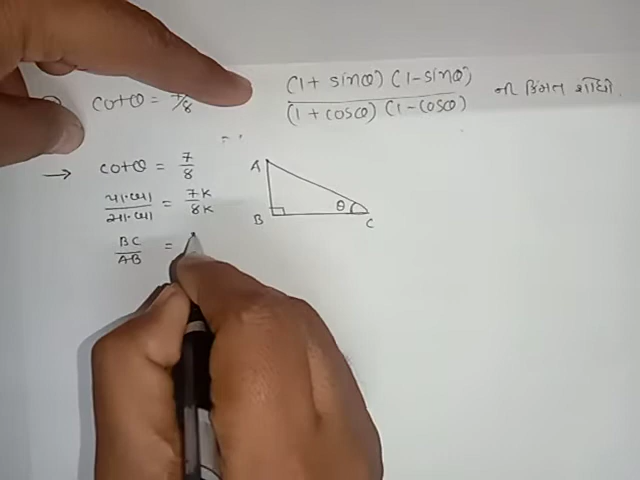 cotθ = 7/8
(1 + sinθ) (1 - sinθ)
(1 + cosθ) (1 - cosθ)
ની કિંમત શોધો.
→ cotθ = 7/8
પા.બા / સા.બા = 7K / 8K
BC / AB =
A
B
θ
C